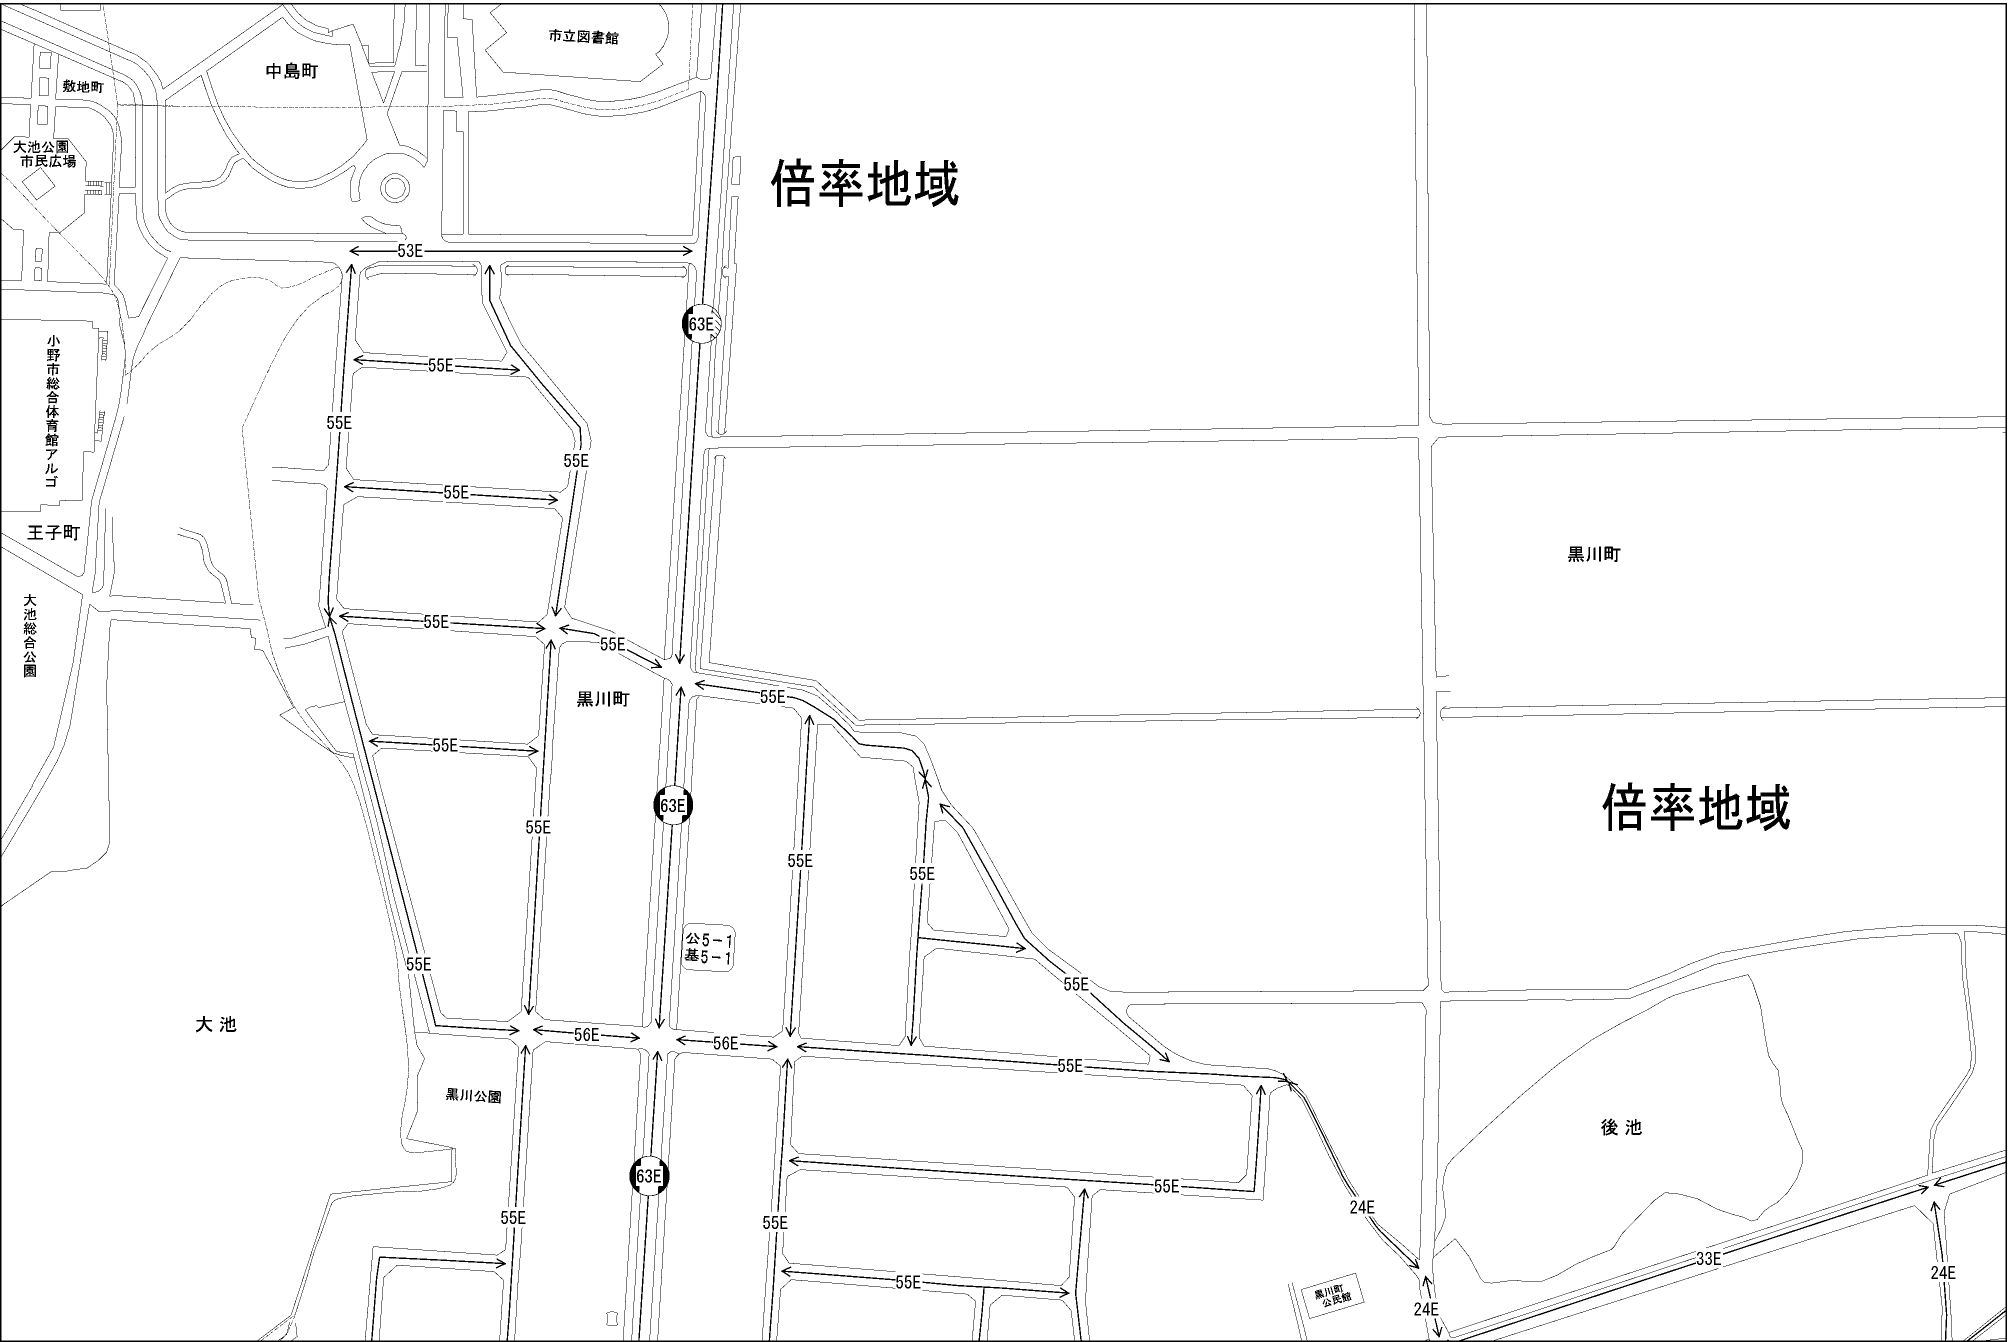 市立図書館
中島町
敷地町
大池公園
市民広場
倍率地域
53E
63E
小野市総合体育館アルゴ
55E
55E
55E
55E
王子町
黒川町
大池総合公園
55E
55E
黒川町
55E
55E
63E
倍率地域
55E
55E
55E
公5-1
基5-1
55E
55E
大池
56E
56E
55E
黒川公園
後池
63E
55E
24E
55E
55E
33E
24E
55E
黒川町
公民館
24E